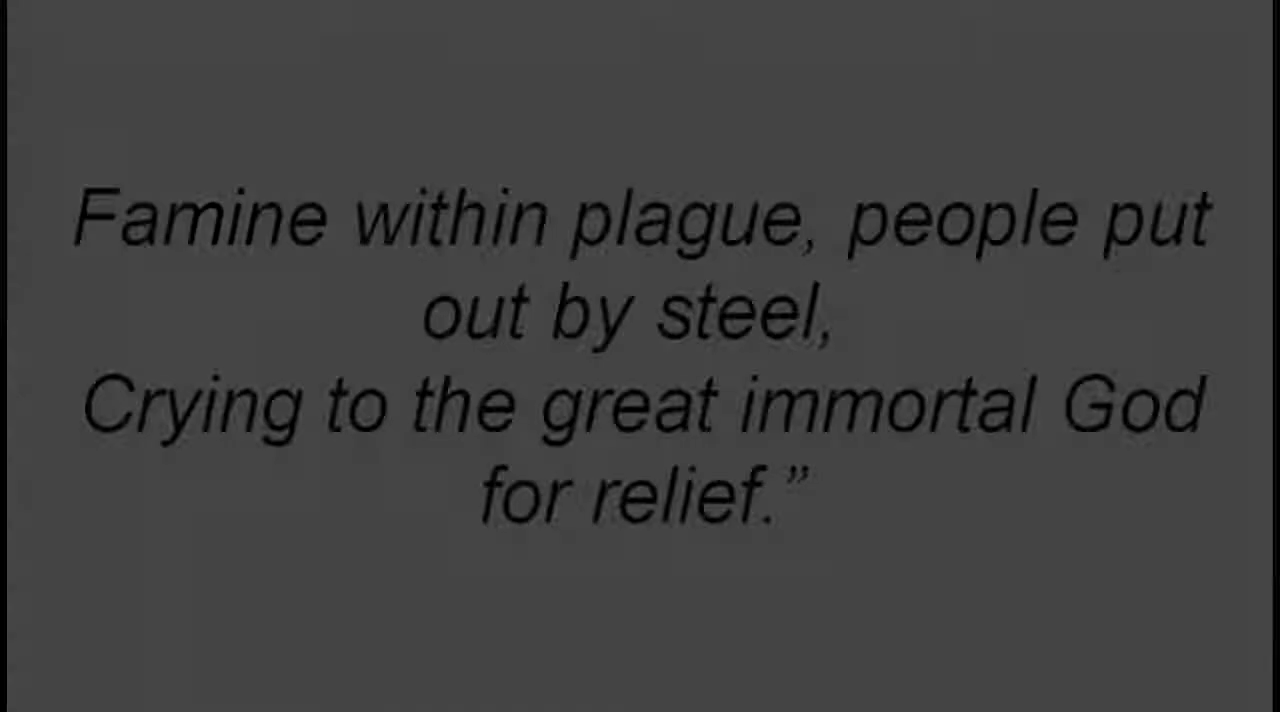 Famine within plague, people put
out by steel,
Crying to the great immortal God
for relief.”